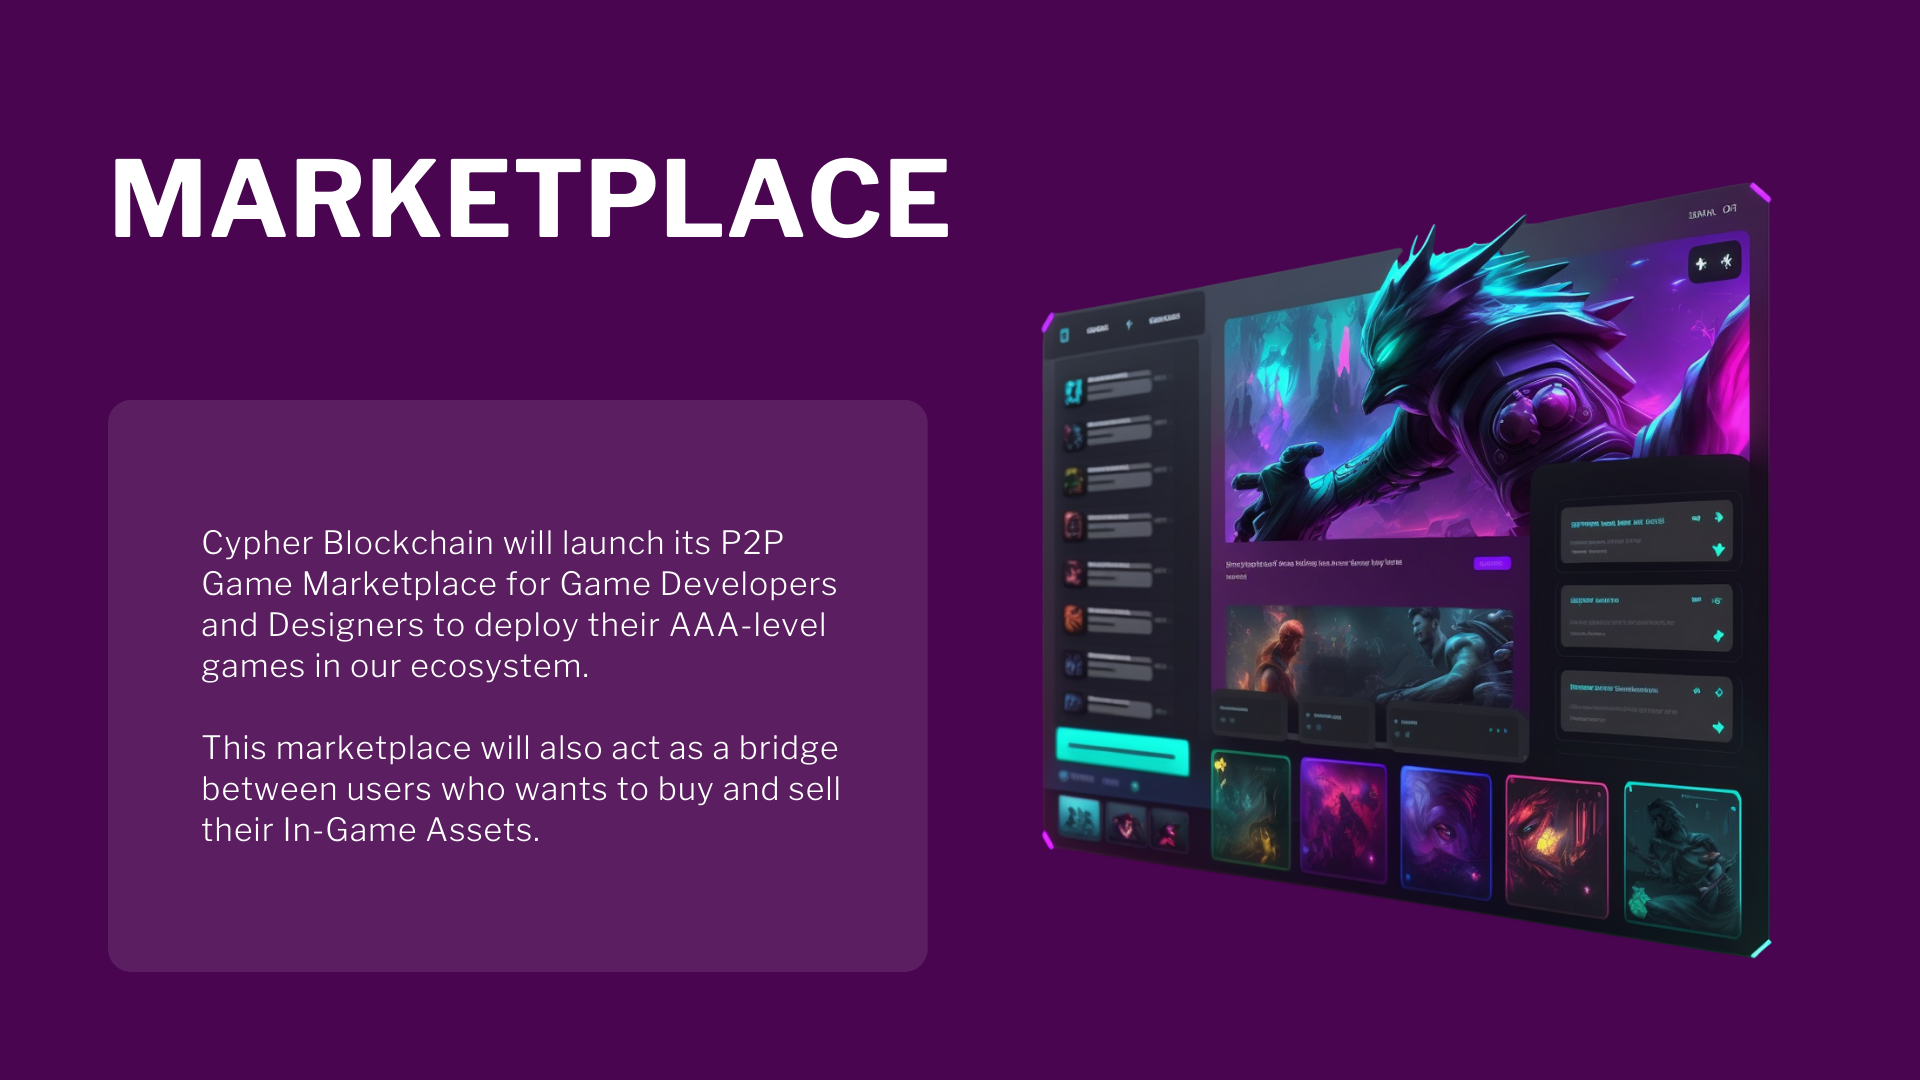 MARKETPLACE
Cypher Blockchain will launch its P2P
Game Marketplace for Game Developers
and Designers to deploy their AAA-level
games in our ecosystem.
This marketplace will also act as a bridge
between users who wants to buy and sell
their In-Game Assets.